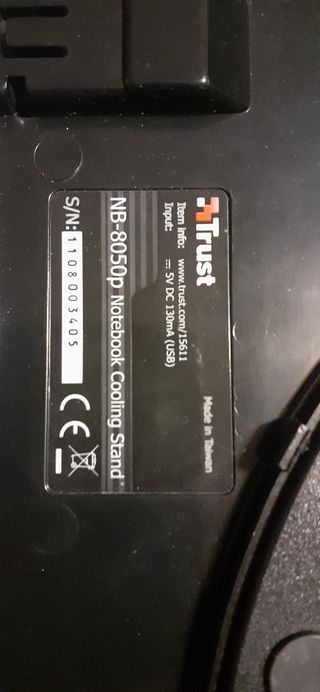 Trust
Made in Taiwan
Item info: www.trust.com/15611
Input: ⎓ 5V DC 130mA (USB)
NB-8050p Notebook Cooling Stand
S/N: 1108003405
CE